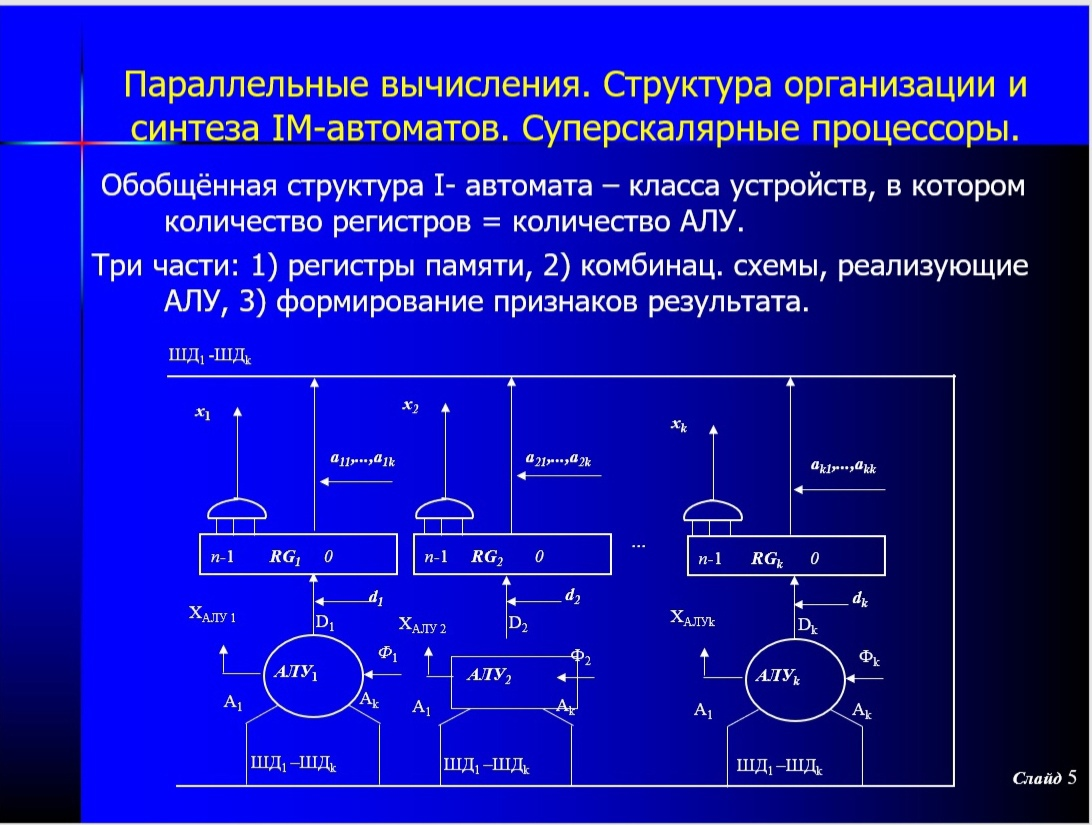 Параллельные вычисления. Структура организации и
синтеза IM-автоматов. Суперскалярные процессоры.
Обобщённая структура I- автомата – класса устройств, в котором
количество регистров = количество АЛУ.
Три части: 1) регистры памяти, 2) комбинац. схемы, реализующие
АЛУ, 3) формирование признаков результата.
ШД1 -ШДk
x1 x2 xk
a11,...,a1k a21,...,a2k ak1,...,akk
n-1 RG1 0 n-1 RG2 0 ... n-1 RGk 0
d1 d2 dk
XАЛУ 1 D1 XАЛУ 2 D2 XАЛУk Dk
АЛУ1 Ф1 АЛУ2 Ф2 АЛУk Фk
A1 Ak A1 Ak A1 Ak
ШД1 –ШДk ШД1 –ШДk ШД1 –ШДk
Слайд 5